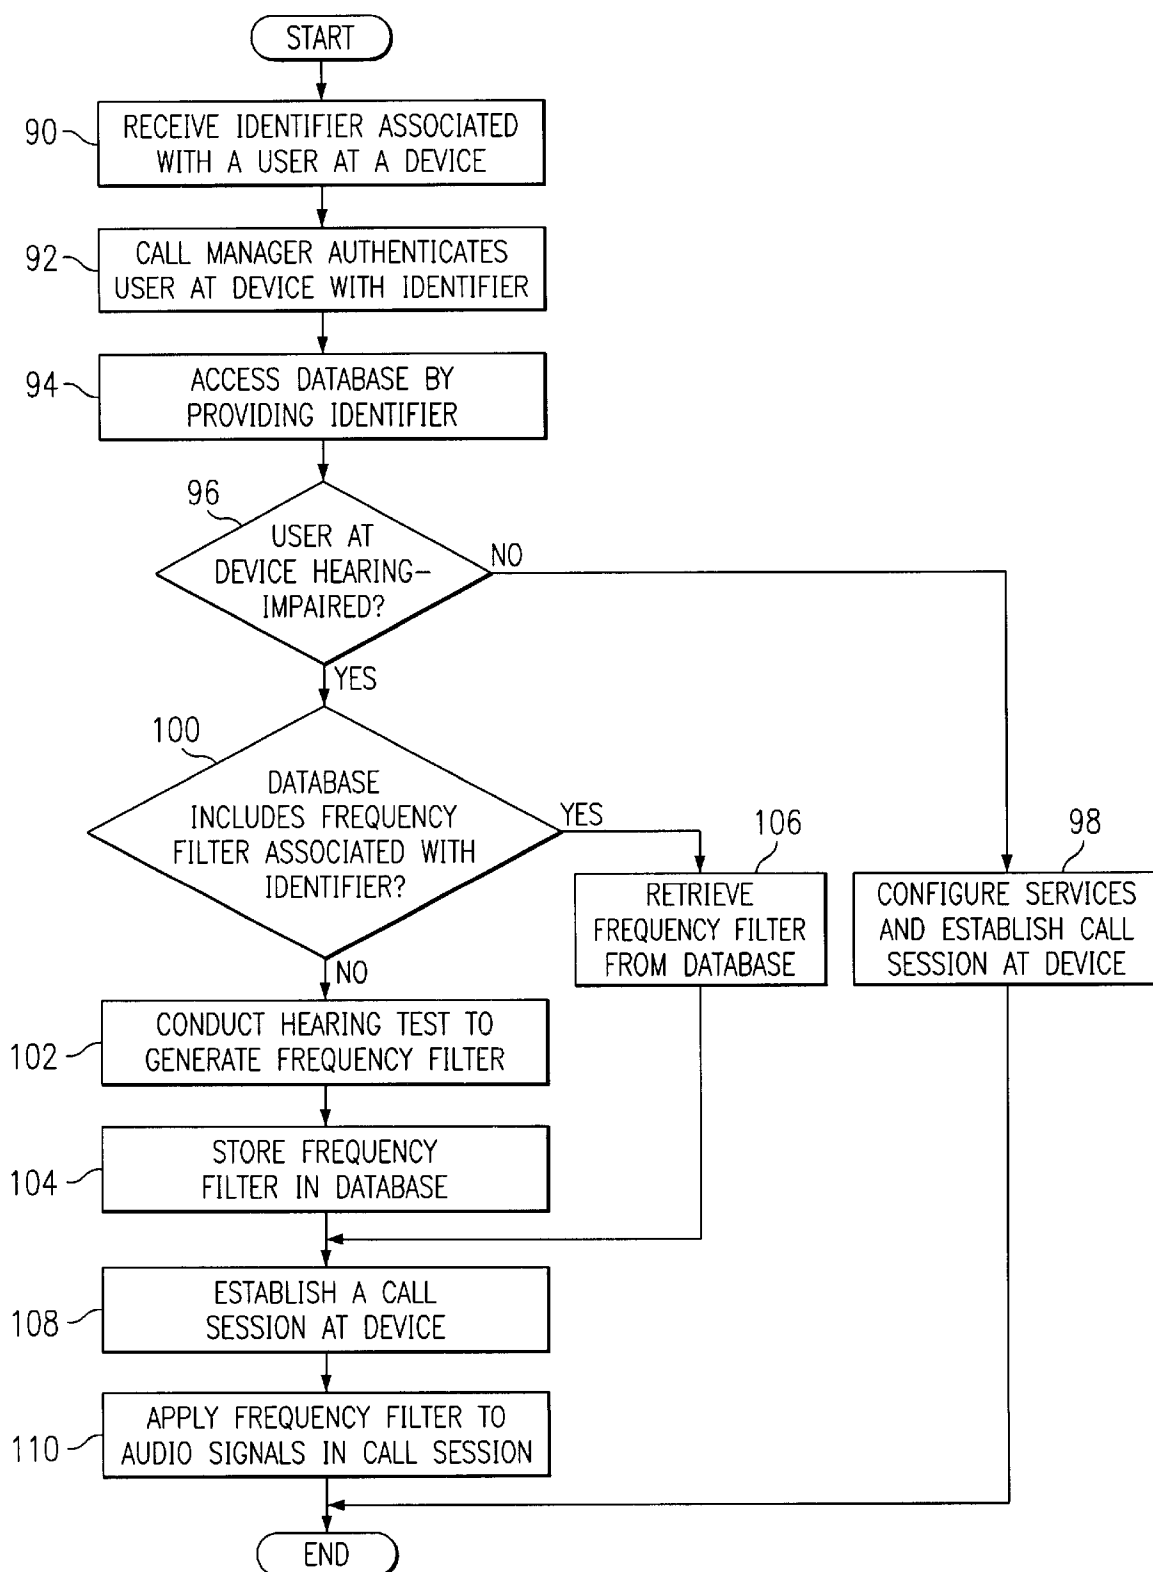 START
90
RECEIVE IDENTIFIER ASSOCIATED
WITH A USER AT A DEVICE
92
CALL MANAGER AUTHENTICATES
USER AT DEVICE WITH IDENTIFIER
94
ACCESS DATABASE BY
PROVIDING IDENTIFIER
96
USER AT
DEVICE HEARING–
IMPAIRED?
NO
YES
100
DATABASE
INCLUDES FREQUENCY
FILTER ASSOCIATED WITH
IDENTIFIER?
YES
106
RETRIEVE
FREQUENCY FILTER
FROM DATABASE
98
CONFIGURE SERVICES
AND ESTABLISH CALL
SESSION AT DEVICE
NO
102
CONDUCT HEARING TEST TO
GENERATE FREQUENCY FILTER
104
STORE FREQUENCY
FILTER IN DATABASE
108
ESTABLISH A CALL
SESSION AT DEVICE
110
APPLY FREQUENCY FILTER TO
AUDIO SIGNALS IN CALL SESSION
END